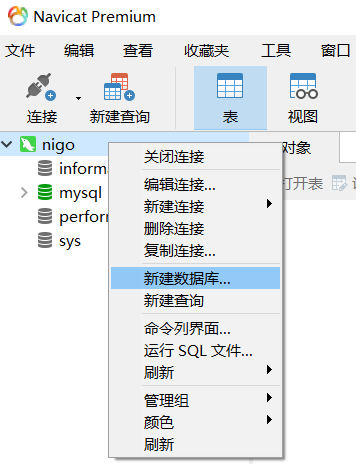 Navicat Premium
文件 编辑 查看 收藏夹 工具 窗口
连接 新建查询 表 视图
nigo
对象
informa
打开表
mysql
perform
sys
关闭连接
编辑连接...
新建连接
删除连接
复制连接...
新建数据库...
新建查询
命令列界面...
运行 SQL 文件...
刷新
管理组
颜色
刷新